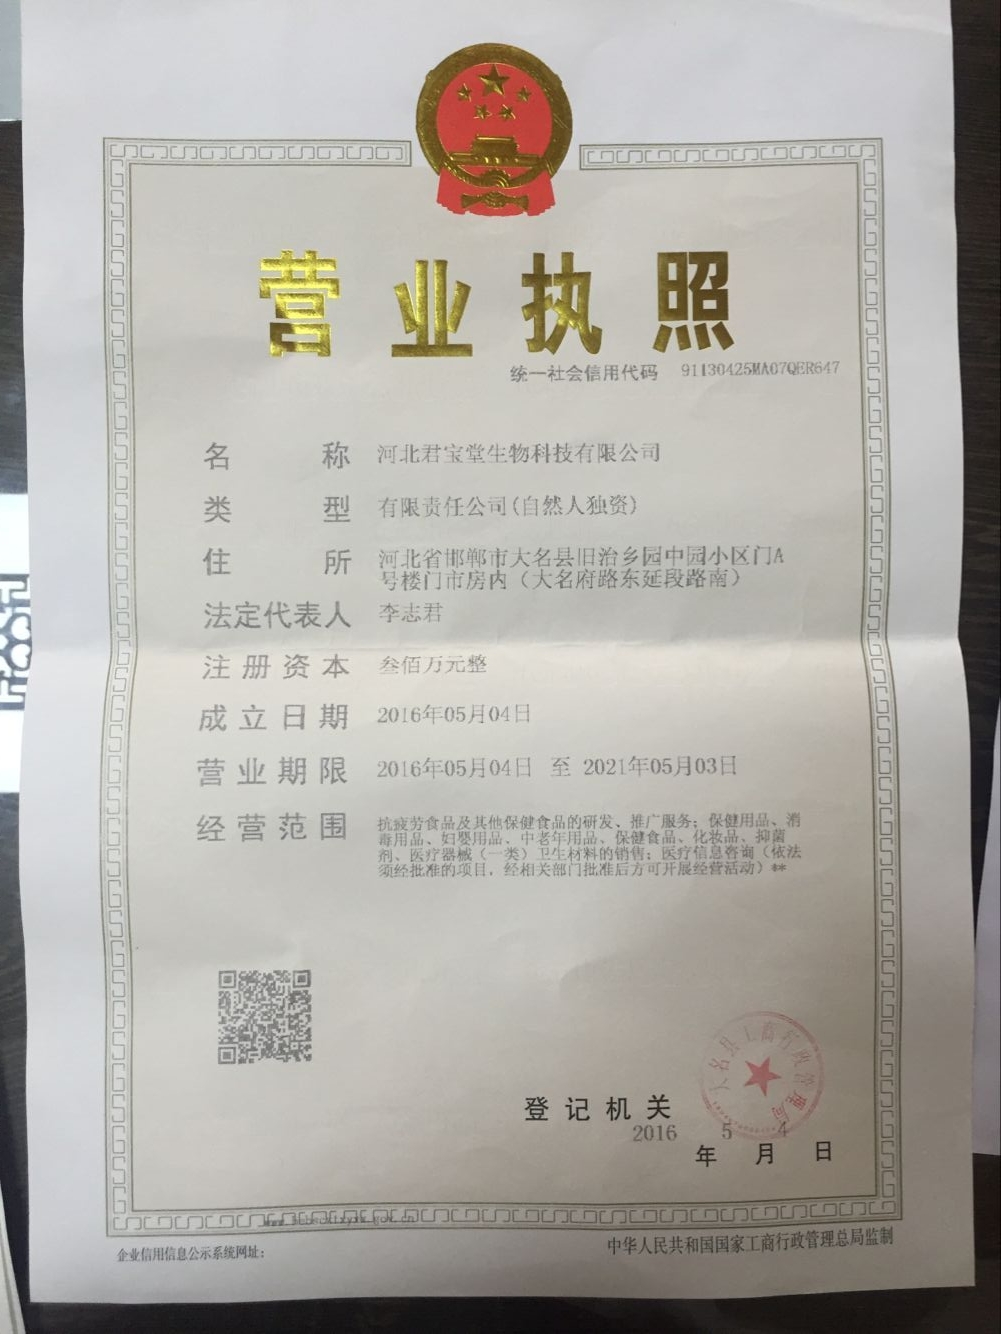 营业执照
统一社会信用代码 91130425MA07QER647
名称 河北君宝堂生物科技有限公司
类型 有限责任公司(自然人独资)
住所 河北省邯郸市大名县旧治乡园中园小区门A
号楼门市房内（大名府路东延段路南）
法定代表人 李志君
注册资本 叁佰万元整
成立日期 2016年05月04日
营业期限 2016年05月04日 至 2021年05月03日
经营范围 抗疲劳食品及其他保健食品的研发、推广服务；保健用品、消
毒用品、妇婴用品、中老年用品、保健食品、化妆品、抑菌
剂、医疗器械（一类）卫生材料的销售；医疗信息咨询（依法
须经批准的项目，经相关部门批准后方可开展经营活动）**
大名县工商行政管理局
登记机关
2016 5 4
年 月 日
企业信用信息公示系统网址：
中华人民共和国国家工商行政管理总局监制